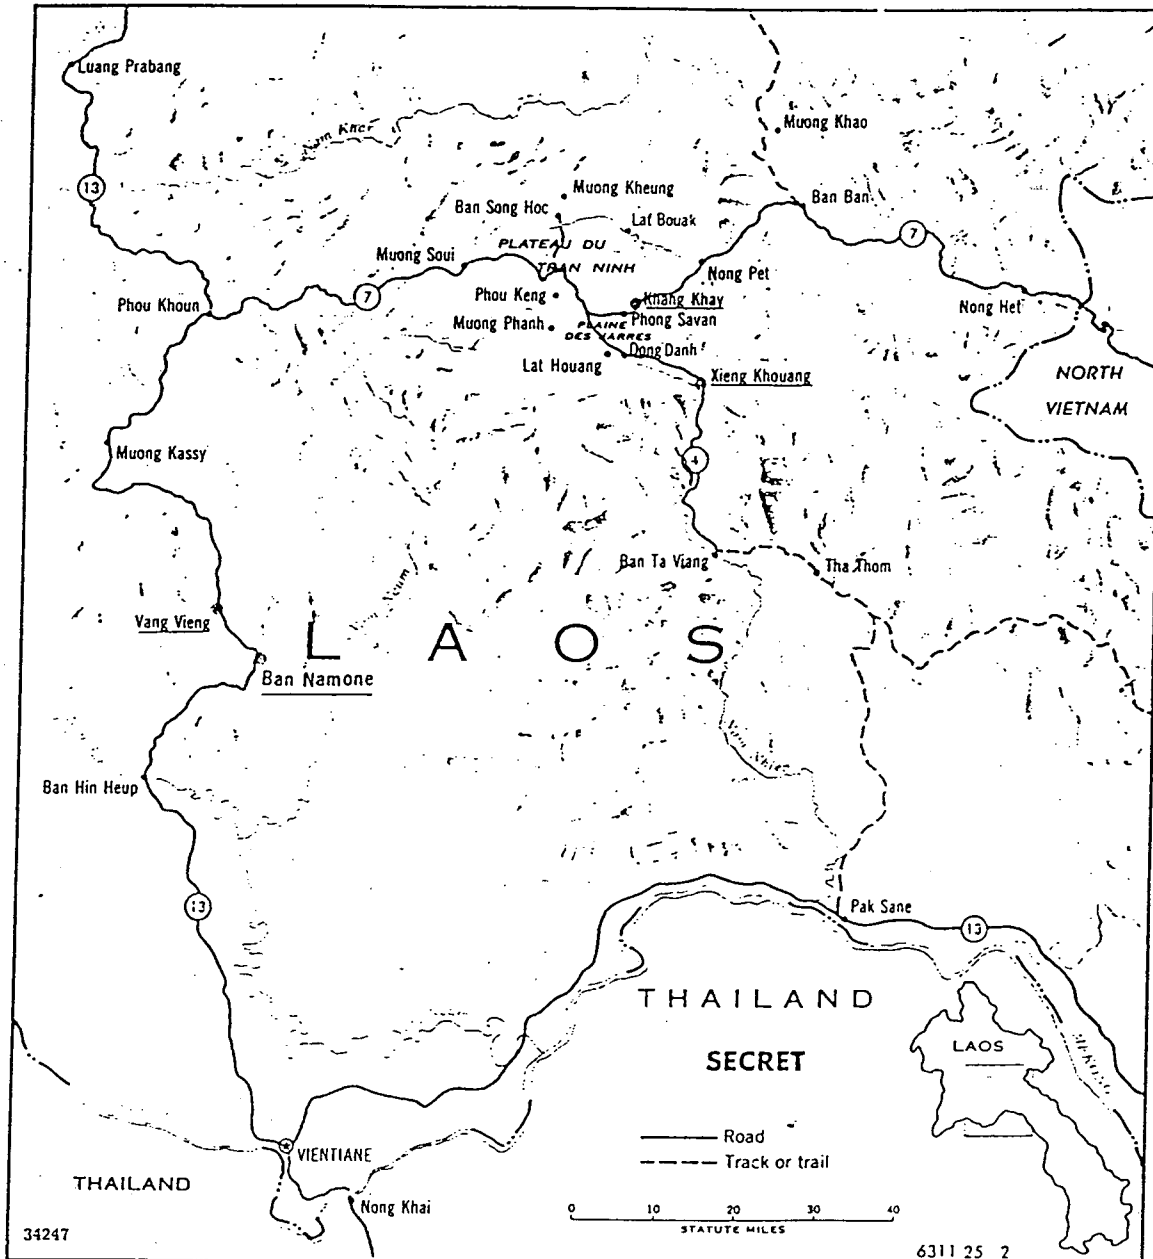 Luang Prabang
Muong Khao
13
Muong Kheung
Ban Ban
Ban Song Hoc
Lat Bouak
7
PLATEAU DU
TRAN NINH
Muong Soui
Nong Pet
7
Phou Keng
Khang Khay
Nong Het
Phou Khoun
Phong Savan
Muong Phanh
PLAINE
DES JARRES
Dong Danh
Lat Houang
Xieng Khouang
NORTH
VIETNAM
Muong Kassy
4
Ban Ta Viang
Tha Thom
Vang Vieng
LAOS
Ban Namone
Ban Hin Heup
13
Pak Sane
13
THAILAND
LAOS
SECRET
Road
Track or trail
VIENTIANE
THAILAND
Nong Khai
0 10 20 30 40
STATUTE MILES
34247
6311 25 2